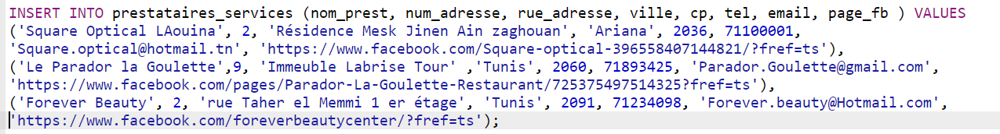 INSERT INTO prestataires_services (nom_prest, num_adresse, rue_adresse, ville, cp, tel, email, page_fb ) VALUES
('Square Optical LAouina', 2, 'Résidence Mesk Jinen Ain zaghouan', 'Ariana', 2036, 71100001,
'Square.optical@hotmail.tn', 'https://www.facebook.com/Square-optical-396558407144821/?fref=ts'),
('Le Parador la Goulette',9, 'Immeuble Labrise Tour' ,'Tunis', 2060, 71893425, 'Parador.Goulette@gmail.com',
'https://www.facebook.com/pages/Parador-La-Goulette-Restaurant/725375497514325?fref=ts'),
('Forever Beauty', 2, 'rue Taher el Memmi 1 er étage', 'Tunis', 2091, 71234098, 'Forever.beauty@Hotmail.com',
'https://www.facebook.com/foreverbeautycenter/?fref=ts');